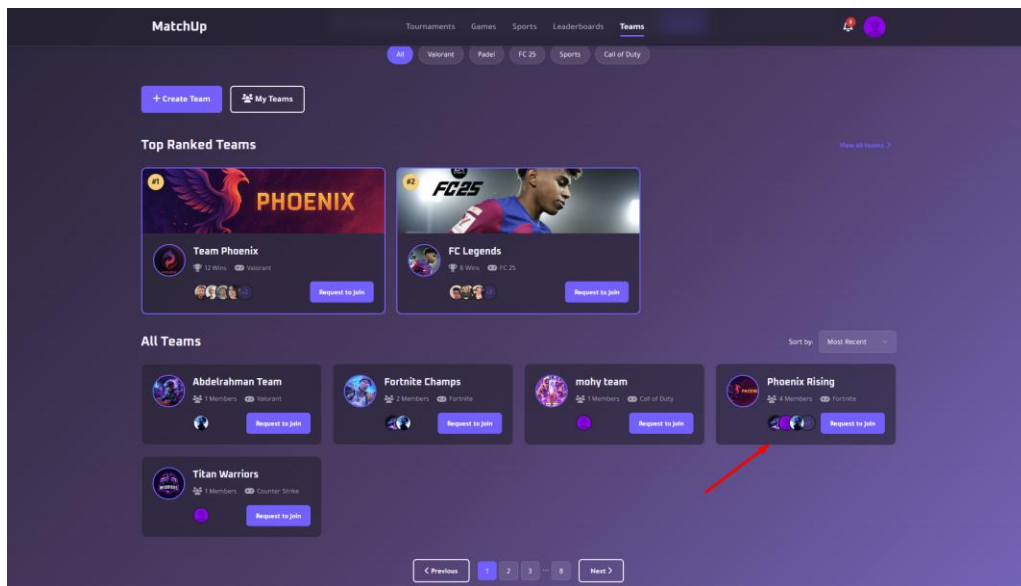 MatchUp
Tournaments Games Sports Leaderboards Teams
All Valorant Padel FC 25 Sports Call of Duty
+ Create Team My Teams
Top Ranked Teams View all teams >
#1 PHOENIX
#2 FC25
Team Phoenix
12 Wins Valorant
Request to Join
FC Legends
8 Wins FC 25
Request to Join
All Teams Sort by: Most Recent
Abdelrahman Team
1 Members Valorant
Request to Join
Fortnite Champs
2 Members Fortnite
Request to Join
mohy team
1 Members Call of Duty
Request to Join
Phoenix Rising
4 Members Fortnite
Request to Join
Titan Warriors
1 Members Counter Strike
Request to Join
< Previous 1 2 3 ... 8 Next >